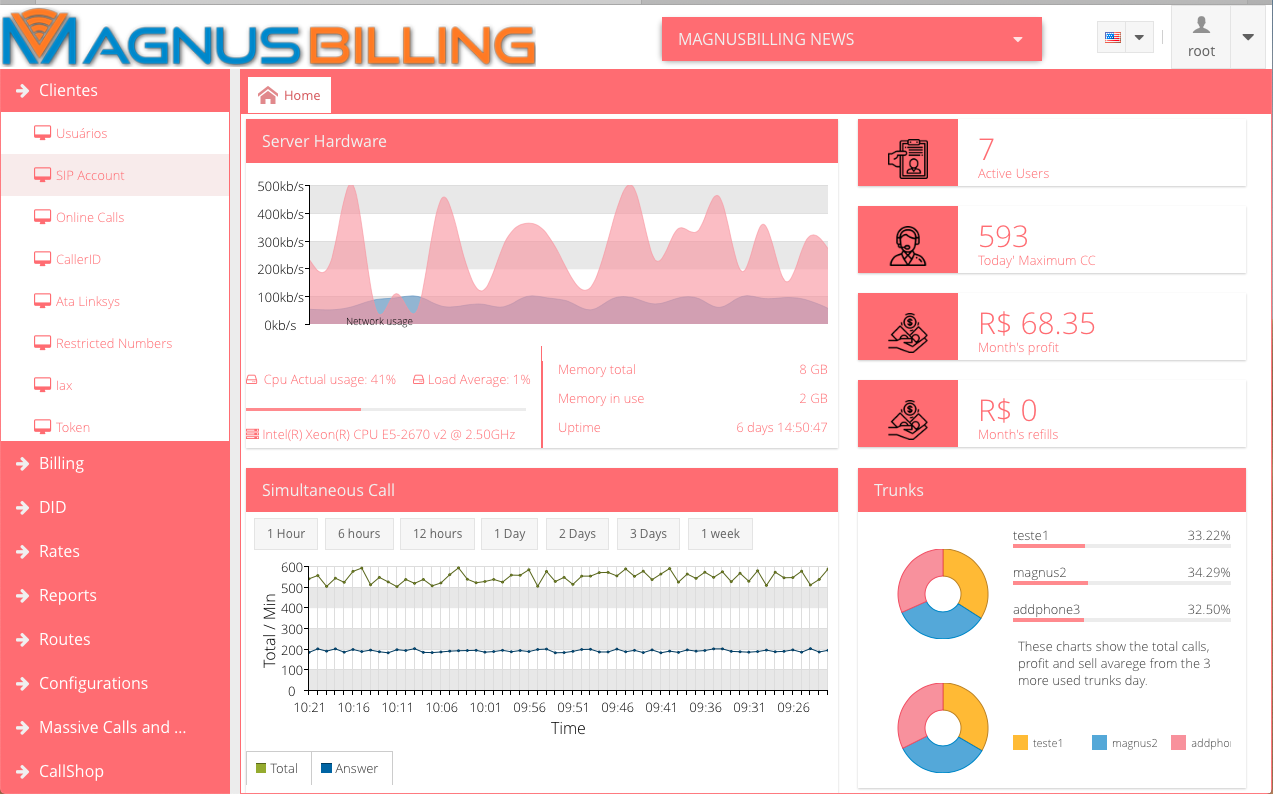 MAGNUSBILLING
MAGNUSBILLING NEWS
root
Clientes
Usuários
SIP Account
Online Calls
CallerID
Ata Linksys
Restricted Numbers
Iax
Token
Billing
DID
Rates
Reports
Routes
Configurations
Massive Calls and ...
CallShop
Home
Server Hardware
500kb/s
400kb/s
300kb/s
200kb/s
100kb/s
0kb/s
Network usage
Cpu Actual usage: 41%
Load Average: 1%
Intel(R) Xeon(R) CPU E5-2670 v2 @ 2.50GHz
Memory total 8 GB
Memory in use 2 GB
Uptime 6 days 14:50:47
7
Active Users
593
Today' Maximum CC
R$ 68.35
Month's profit
R$ 0
Month's refills
Simultaneous Call
1 Hour 6 hours 12 hours 1 Day 2 Days 3 Days 1 week
Total / Min
600
500
400
300
200
100
0
10:21 10:16 10:11 10:06 10:01 09:56 09:51 09:46 09:41 09:36 09:31 09:26
Time
Total Answer
Trunks
teste1 33.22%
magnus2 34.29%
addphone3 32.50%
These charts show the total calls,
profit and sell avarege from the 3
more used trunks day.
teste1 magnus2 addpho